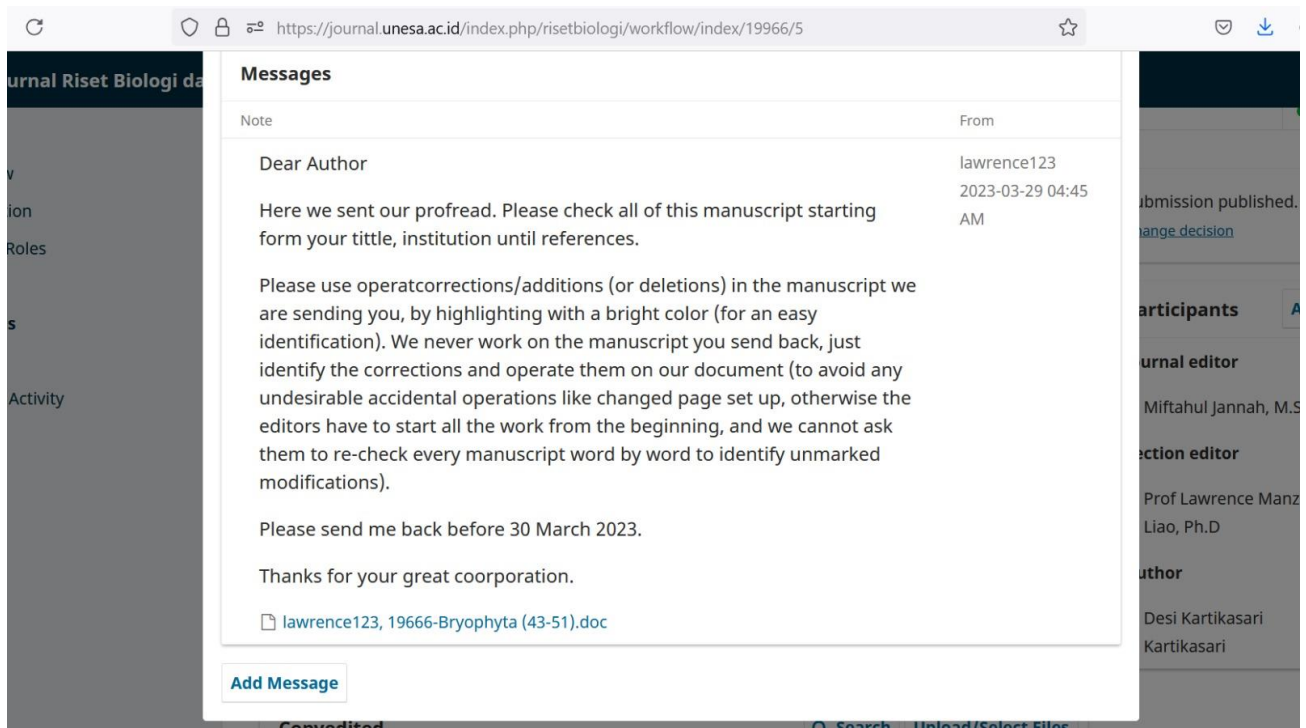 https://journal.unesa.ac.id/index.php/risetbiologi/workflow/index/19966/5
urnal Riset Biologi da
Messages
Note
From
Dear Author
lawrence123
2023-03-29 04:45
AM
Here we sent our profread. Please check all of this manuscript starting
form your tittle, institution until references.
Please use operatcorrections/additions (or deletions) in the manuscript we
are sending you, by highlighting with a bright color (for an easy
identification). We never work on the manuscript you send back, just
identify the corrections and operate them on our document (to avoid any
undesirable accidental operations like changed page set up, otherwise the
editors have to start all the work from the beginning, and we cannot ask
them to re-check every manuscript word by word to identify unmarked
modifications).
Please send me back before 30 March 2023.
Thanks for your great coorporation.
lawrence123, 19666-Bryophyta (43-51).doc
Add Message
w
ion
Roles
s
Activity
ubmission published.
hange decision
articipants
A
urnal editor
Miftahul Jannah, M.S
ection editor
Prof Lawrence Manz
Liao, Ph.D
uthor
Desi Kartikasari
Kartikasari
Search
Upload/Select Files